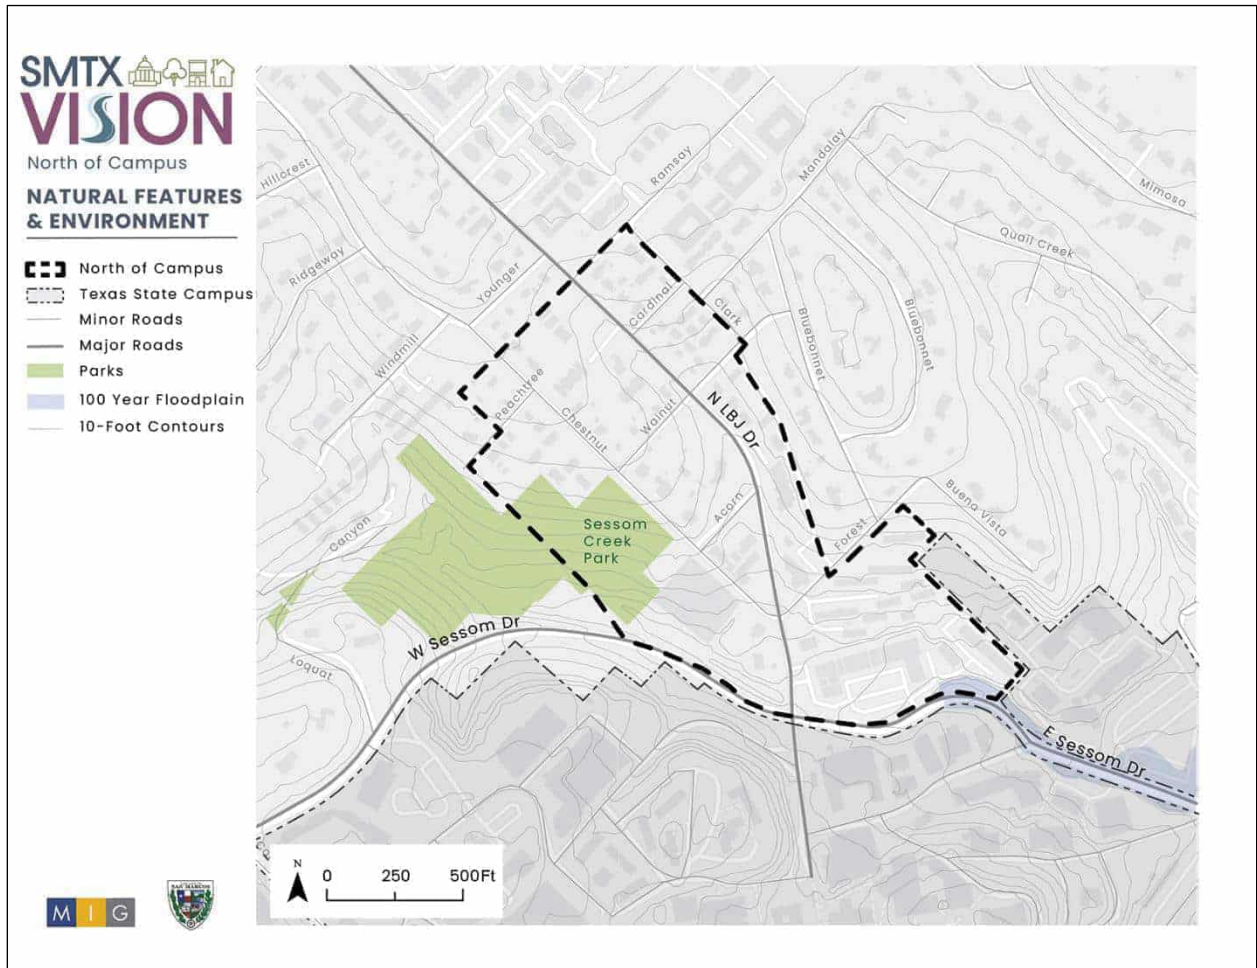 SMTX
VISION
North of Campus
NATURAL FEATURES
& ENVIRONMENT
North of Campus
Texas State Campus
Minor Roads
Major Roads
Parks
100 Year Floodplain
10-Foot Contours
Hillcrest
Ramsay
Mandalay
Mimosa
Ridgeway
Younger
Quail Creek
Cardinal
Clark
Windmill
Bluebonnet
Bluebonnet
Peachtree
Chestnut
Walnut
N LBJ Dr
Canyon
Sessom
Creek
Park
Acorn
Forest
Buena Vista
W Sessom Dr
Loquat
E Sessom Dr
N
0 250 500Ft
MIG
SAN MARCOS